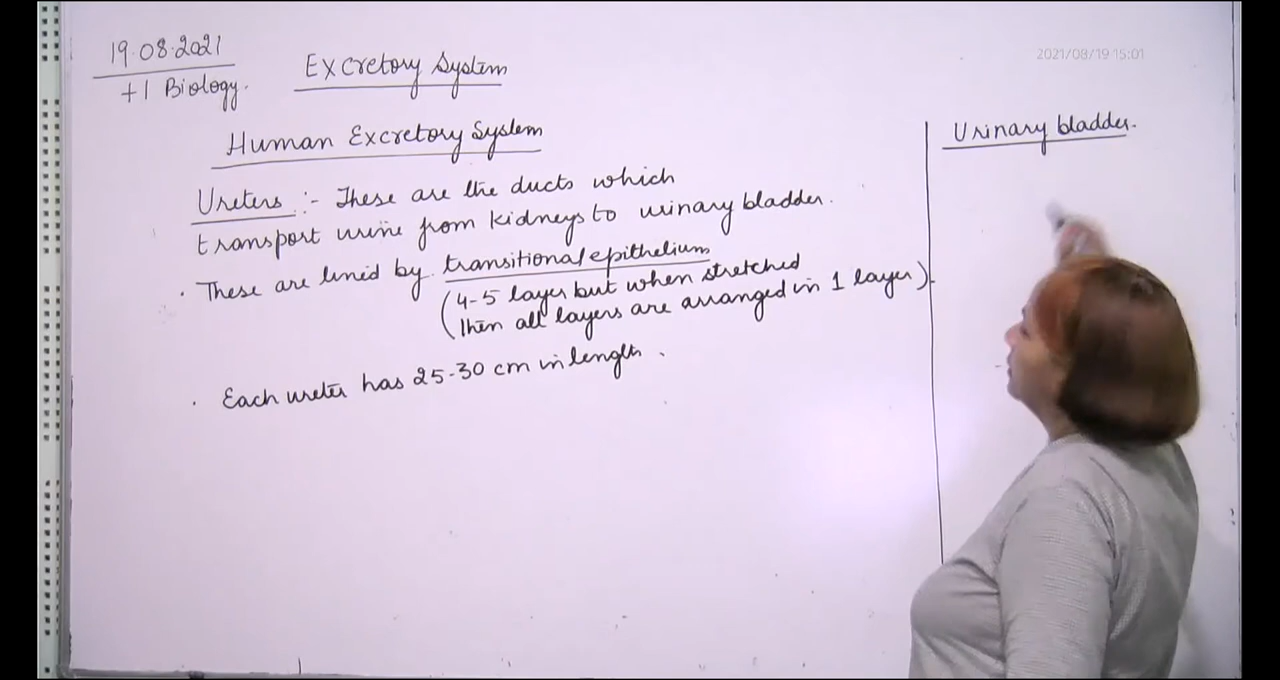 19.08.2021
+1 Biology.
Excretory System
2021/08/19 15:01
Human Excretory System
Ureters :- These are the ducts which
transport urine from kidneys to urinary bladder.
. These are lined by transitional epithelium
(4-5 layer but when stretched
then all layers are arranged in 1 layer).
. Each ureter has 25-30 cm in length.
Urinary bladder.